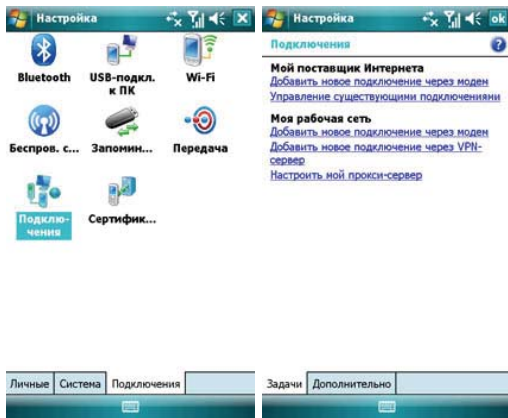 Настройка
Bluetooth
USB-подкл.
к ПК
Wi-Fi
Беспров. с...
Запомин...
Передача
Подклю-
чения
Сертифик...
Личные
Система
Подключения
Настройка
ok
Подключения
?
Мой поставщик Интернета
Добавить новое подключение через модем
Управление существующими подключениями
Моя рабочая сеть
Добавить новое подключение через модем
Добавить новое подключение через VPN-
сервер
Настроить мой прокси-сервер
Задачи
Дополнительно